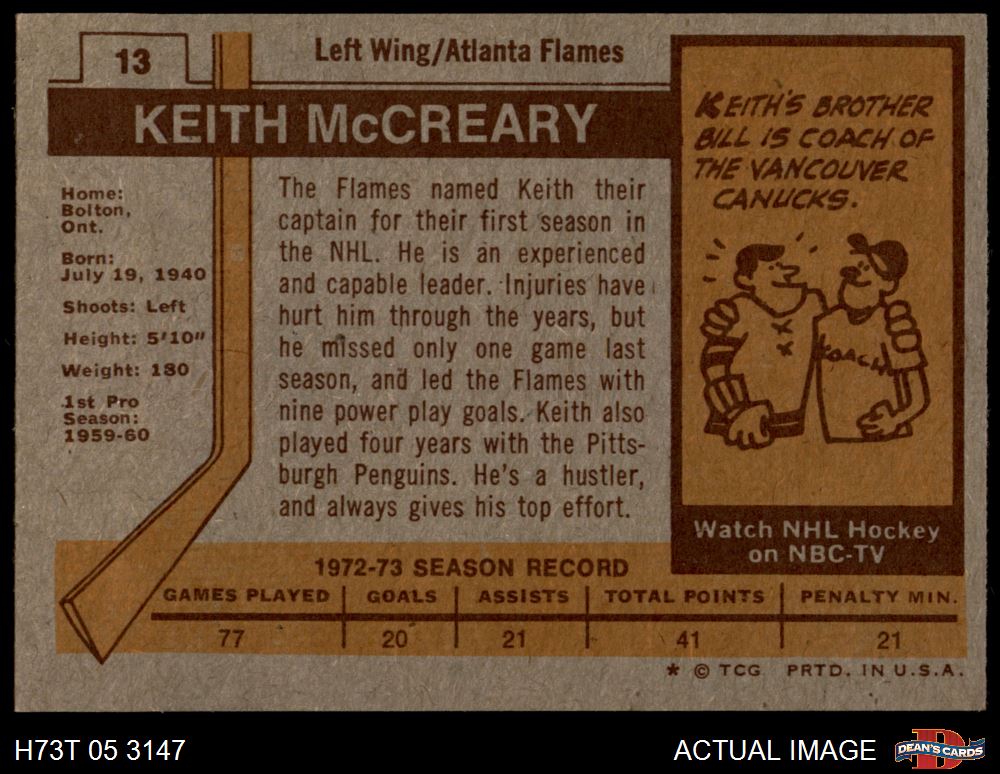 13
Left Wing/Atlanta Flames
KEITH McCREARY
Home:
Bolton,
Ont.
Born:
July 19, 1940
Shoots: Left
Height: 5'10"
Weight: 180
1st Pro
Season:
1959-60
The Flames named Keith their
captain for their first season in
the NHL. He is an experienced
and capable leader. Injuries have
hurt him through the years, but
he missed only one game last
season, and led the Flames with
nine power play goals. Keith also
played four years with the Pitts-
burgh Penguins. He's a hustler,
and always gives his top effort.
KEITH'S BROTHER
BILL IS COACH OF
THE VANCOUVER
CANUCKS.
COACH
Watch NHL Hockey
on NBC-TV
1972-73 SEASON RECORD
GAMES PLAYED GOALS ASSISTS TOTAL POINTS PENALTY MIN.
77 20 21 41 21
* © TCG PRTD. IN U.S.A.
H73T 05 3147
ACTUAL IMAGE
D
DEAN'S CARDS